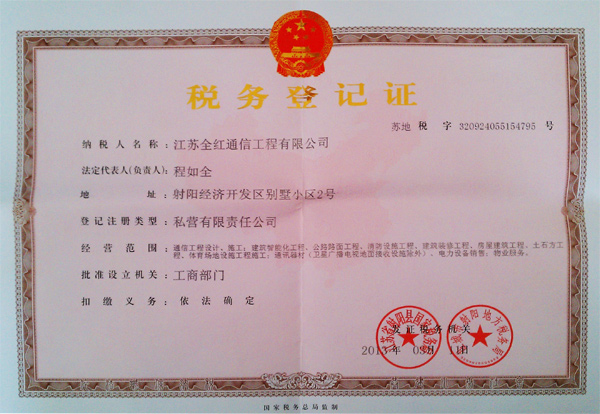 税务登记证
苏地 税 字 320924055154795 号
纳税人名称：江苏全红通信工程有限公司
法定代表人(负责人)：程如全
地 址：射阳经济开发区别墅小区2号
登记注册类型：私营有限责任公司
经营范围：通信工程设计、施工；建筑智能化工程、公路路面工程、消防设施工程、建筑装修工程、房屋建筑工程、土石方工
程、体育场地设施工程施工；通讯器材（卫星广播电视地面接收设施除外）、电力设备销售；物业服务。
批准设立机关：工商部门
扣缴义务：依法确定
发证税务机关
2013年 03月 11日
国家税务总局监制